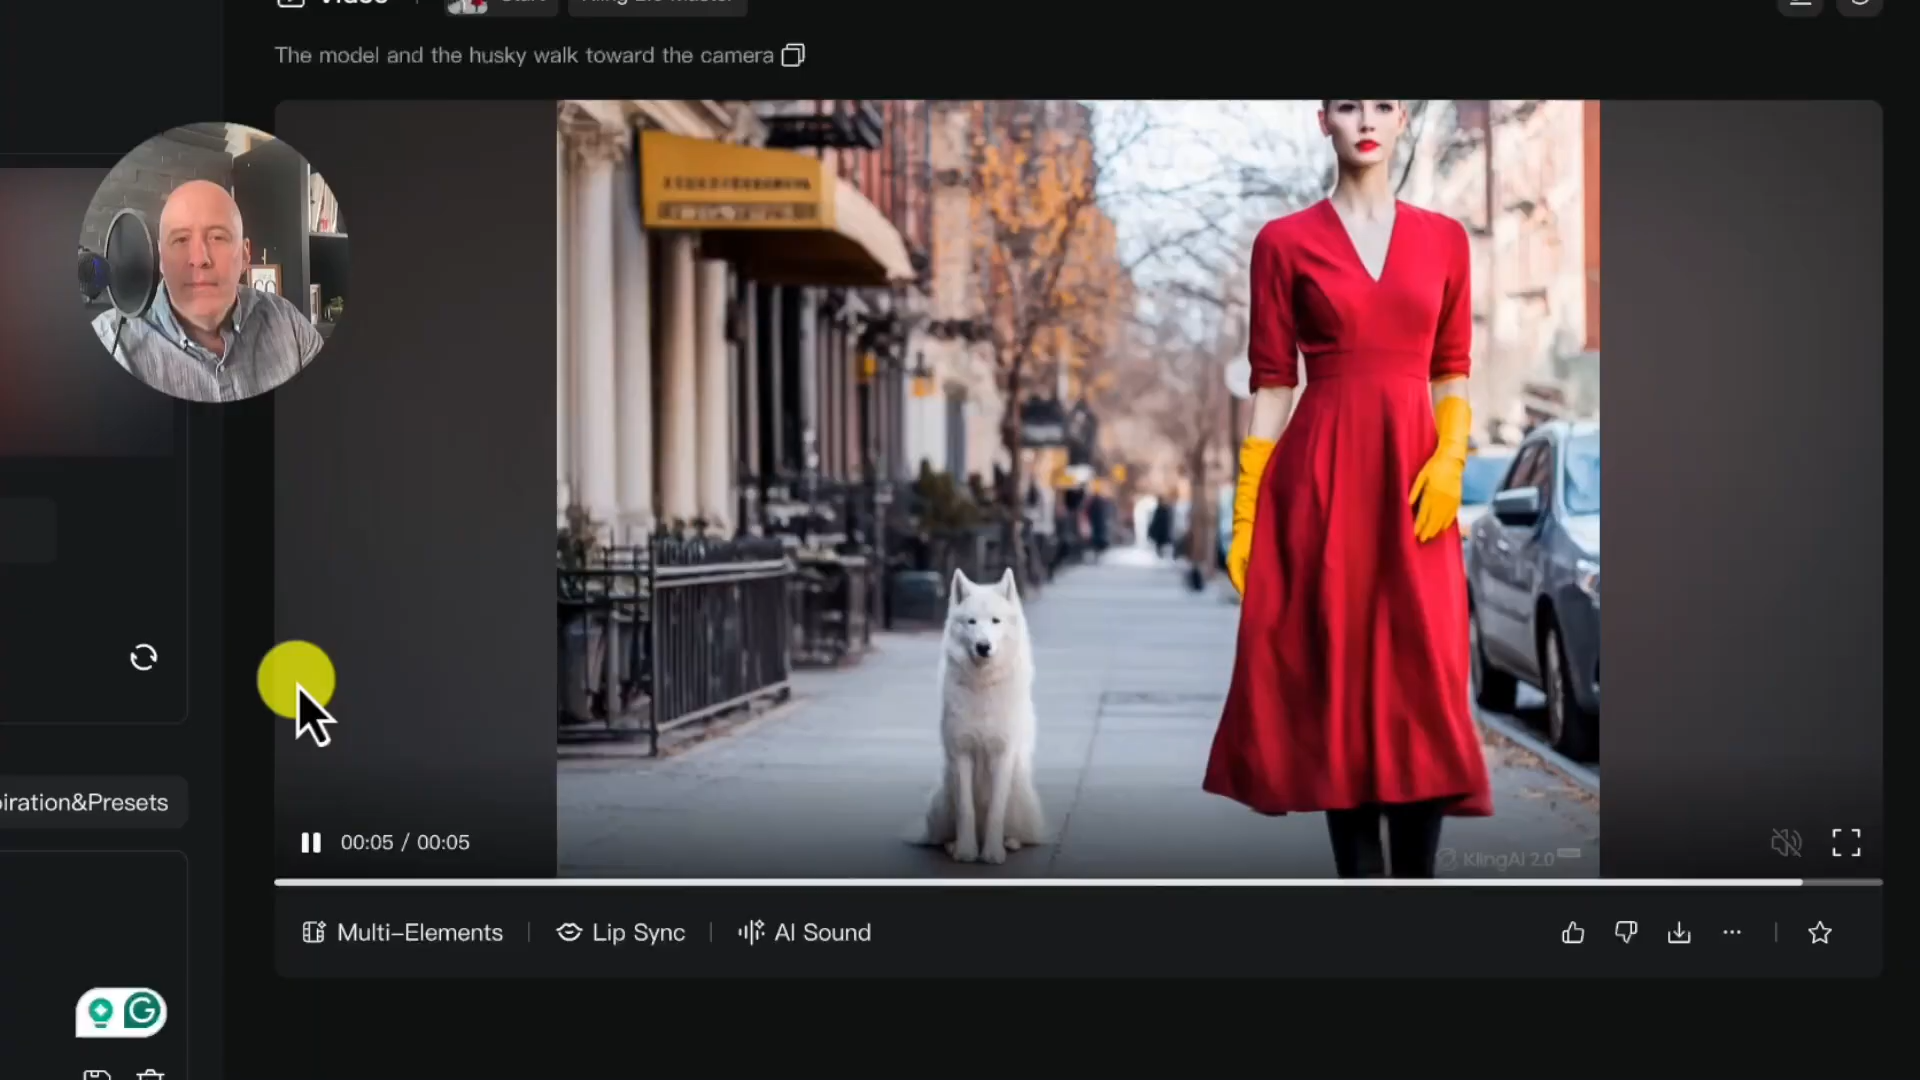 Video
The model and the husky walk toward the camera
iration&Presets
00:05 / 00:05
KlingAI 2.0
Multi-Elements
Lip Sync
AI Sound